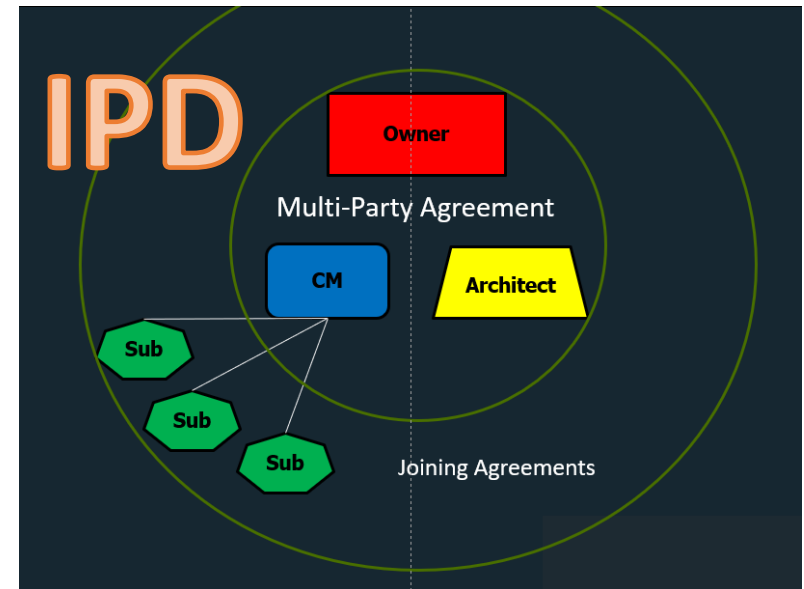 IPD
Owner
Multi-Party Agreement
CM
Architect
Sub
Sub
Sub
Joining Agreements